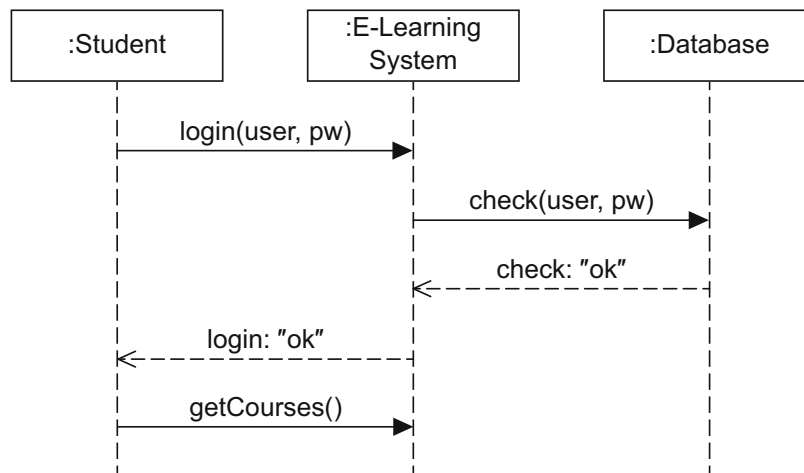 :Student
:E-Learning
System
:Database
login(user, pw)
check(user, pw)
check: ″ok″
login: ″ok″
getCourses()